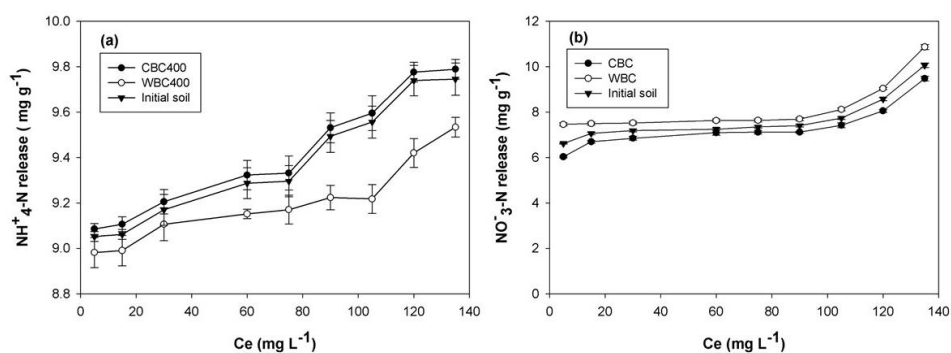 (a)
CBC400
WBC400
Initial soil
NH⁺₄-N release ( mg g⁻¹)
10.0
9.8
9.6
9.4
9.2
9.0
8.8
0 20 40 60 80 100 120 140
Ce (mg L⁻¹)
(b)
CBC
WBC
Initial soil
NO⁻₃-N release (mg g⁻¹)
12
10
8
6
4
2
0
0 20 40 60 80 100 120 140
Ce (mg L⁻¹)